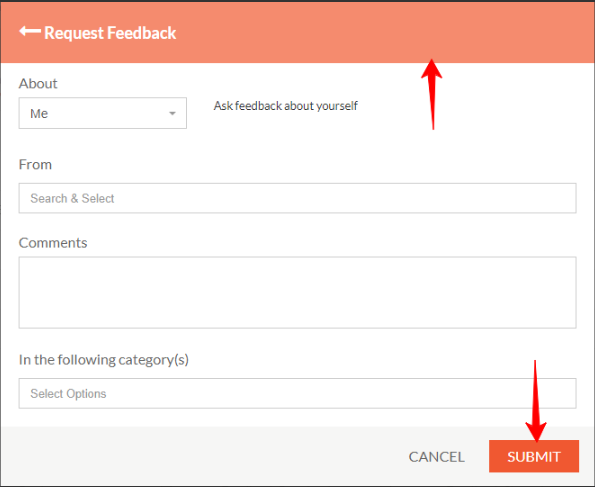 Request Feedback
About
Me
Ask feedback about yourself
From
Search & Select
Comments
In the following category(s)
Select Options
CANCEL
SUBMIT